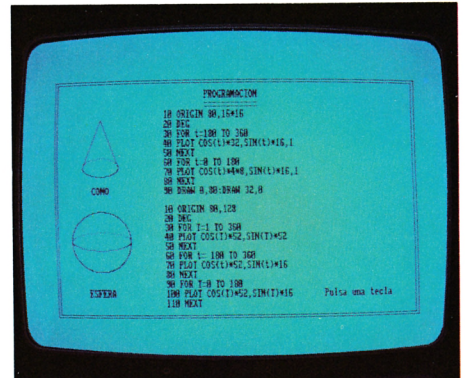 PROGRAMACION
10 ORIGIN 80,16*16
20 DEG
30 FOR t=180 TO 360
40 PLOT COS(t)*32,SIN(t)*16,1
50 NEXT
60 FOR t=0 TO 180
70 PLOT COS(t)*4*8,SIN(t)*16,1
80 NEXT
90 DRAW 0,80:DRAW 32,0
CONO
10 ORIGIN 80,128
20 DEG
30 FOR T=1 TO 360
40 PLOT COS(T)*52,SIN(T)*52
50 NEXT
60 FOR t= 180 TO 360
70 PLOT COS(t)*52,SIN(t)*16
80 NEXT
90 FOR T=0 TO 180
100 PLOT COS(T)*52,SIN(T)*16
110 NEXT
ESFERA
Pulsa una tecla